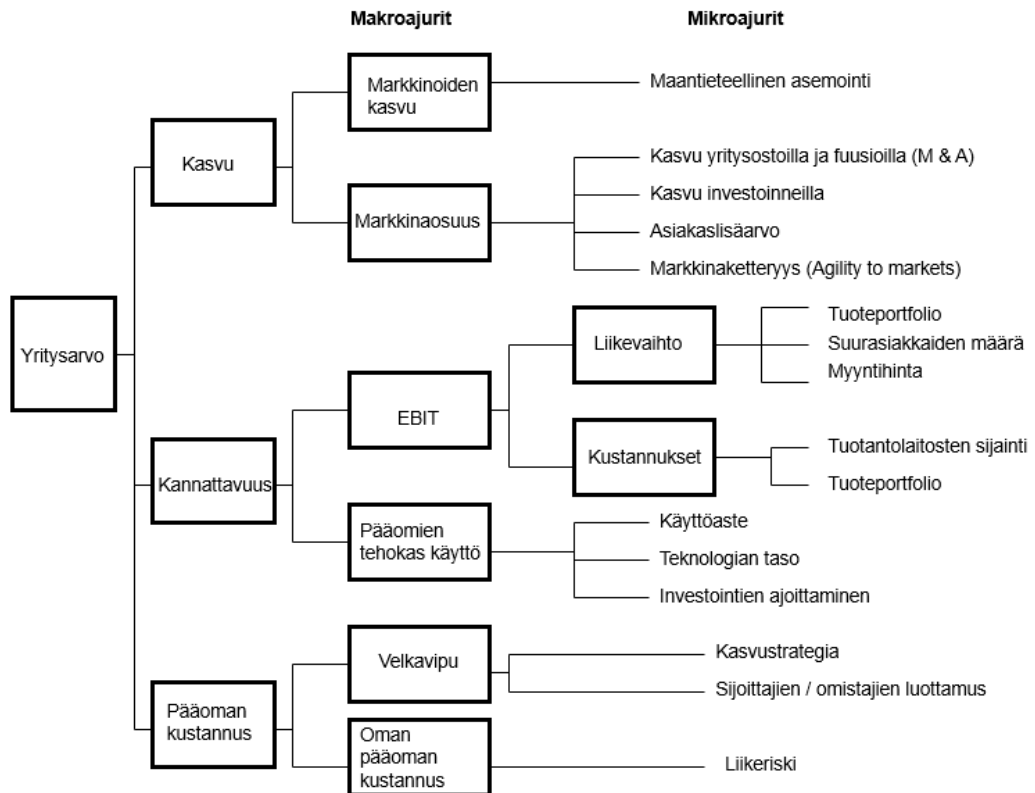 Makroajurit
Mikroajurit
Markkinoiden
kasvu
Maantieteellinen asemointi
Kasvu
Kasvu yritysostoilla ja fuusioilla (M & A)
Kasvu investoinneilla
Markkinaosuus
Asiakaslisäarvo
Markkinaketteryys (Agility to markets)
Yritysarvo
Liikevaihto
Tuoteportfolio
Suurasiakkaiden määrä
Myyntihinta
EBIT
Kustannukset
Tuotantolaitosten sijainti
Tuoteportfolio
Kannattavuus
Pääomien
tehokas käyttö
Käyttöaste
Teknologian taso
Investointien ajoittaminen
Velkavipu
Kasvustrategia
Sijoittajien / omistajien luottamus
Pääoman
kustannus
Oman
pääoman
kustannus
Liikeriski